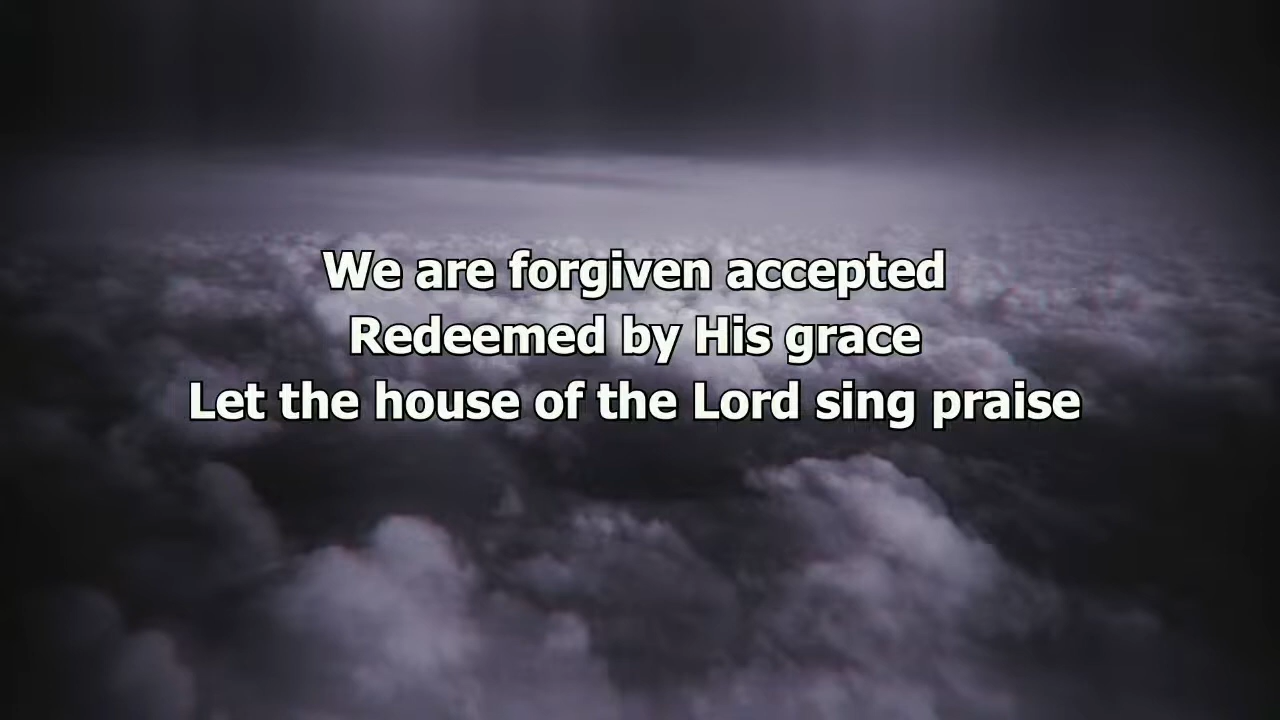 We are forgiven accepted
Redeemed by His grace
Let the house of the Lord sing praise